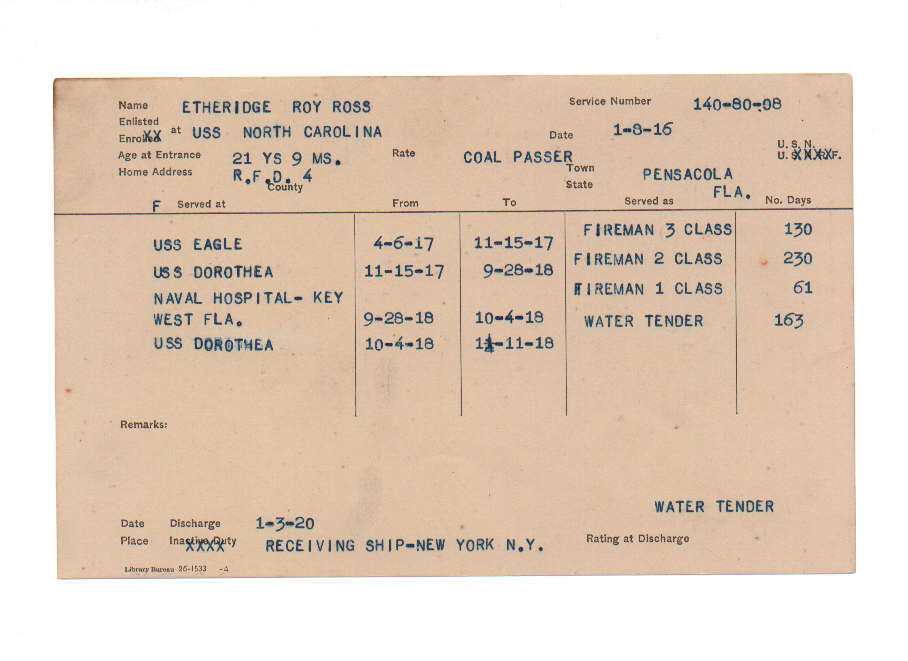 Name ETHERIDGE ROY ROSS Service Number 140-80-08
Enlisted
Enrolled at USS NORTH CAROLINA Date 1-8-16
U. S. N.
Age at Entrance 21 YS 9 MS. Rate COAL PASSER U. S. N. R. F.
Home Address R.F.D. 4 Town PENSACOLA
County State FLA.
F Served at From To Served as No. Days
FIREMAN 3 CLASS 130
USS EAGLE 4-6-17 11-15-17
FIREMAN 2 CLASS 230
USS DOROTHEA 11-15-17 9-28-18
FIREMAN 1 CLASS 61
NAVAL HOSPITAL- KEY
WEST FLA. 9-28-18 10-4-18 WATER TENDER 163
USS DOROTHEA 10-4-18 11-11-18
Remarks:
WATER TENDER
Date Discharge 1-3-20
Place Inactive Duty RECEIVING SHIP-NEW YORK N.Y. Rating at Discharge
Library Bureau 26-1533 -A